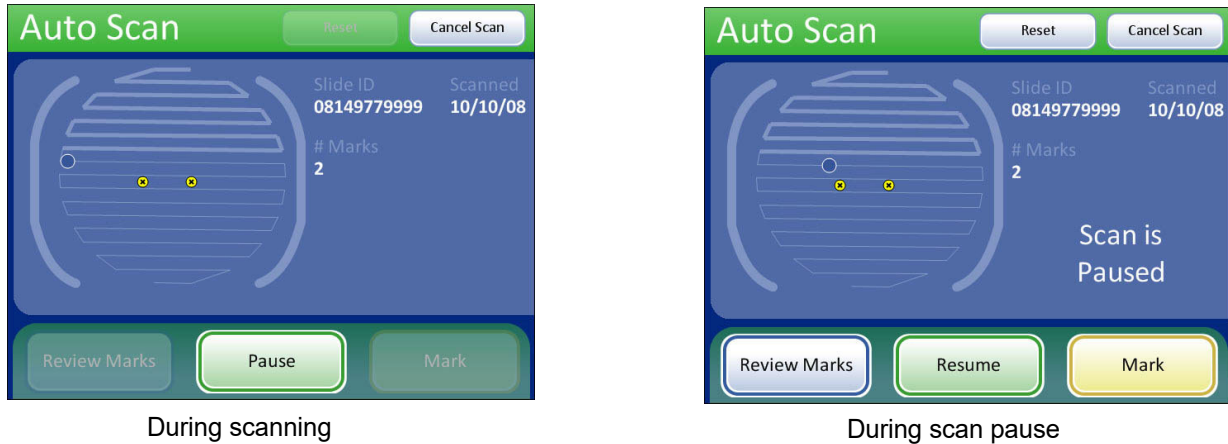 Auto Scan
Reset
Cancel Scan
Slide ID
Scanned
08149779999
10/10/08
# Marks
2
Review Marks
Pause
Mark
During scanning
Auto Scan
Reset
Cancel Scan
Slide ID
Scanned
08149779999
10/10/08
# Marks
2
Scan is
Paused
Review Marks
Resume
Mark
During scan pause